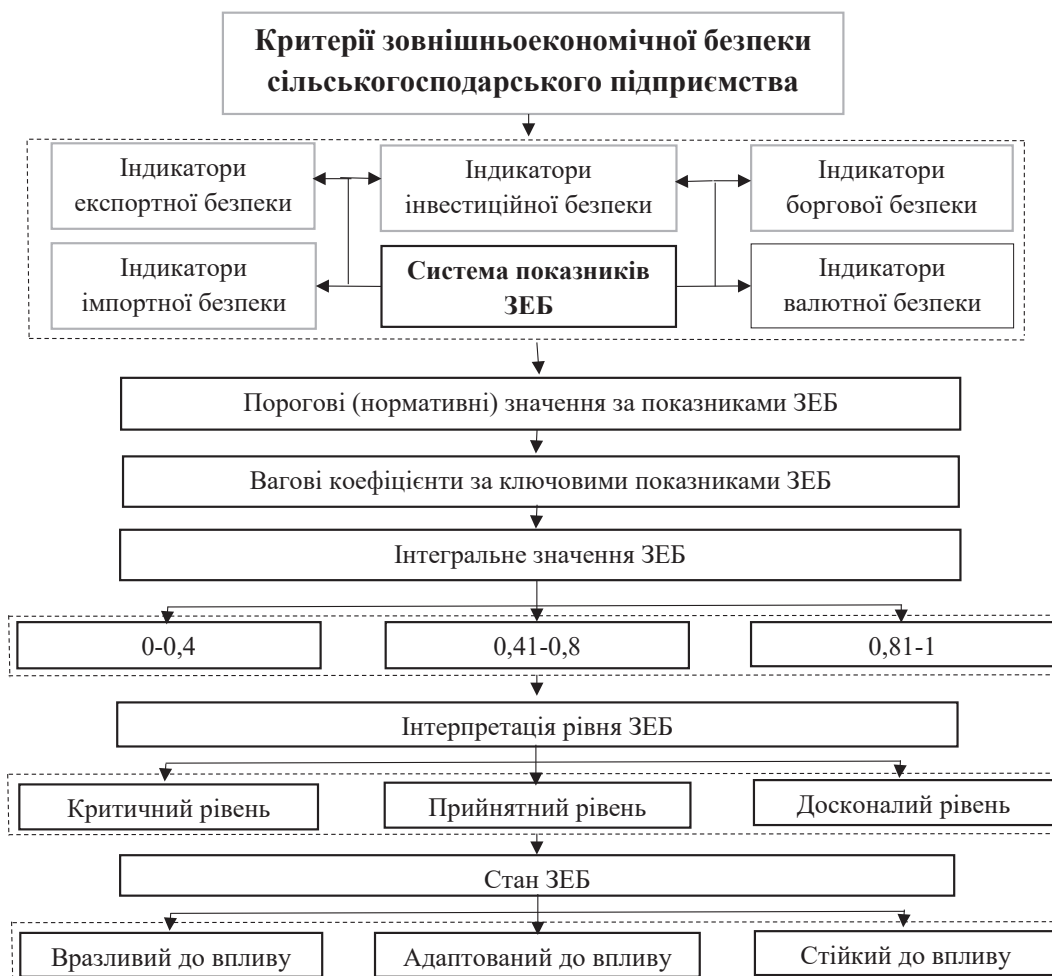 Критерії зовнішньоекономічної безпеки
сільськогосподарського підприємства
Індикатори
експортної безпеки
Індикатори
інвестиційної безпеки
Індикатори
боргової безпеки
Індикатори
імпортної безпеки
Система показників
ЗЕБ
Індикатори
валютної безпеки
Порогові (нормативні) значення за показниками ЗЕБ
Вагові коефіцієнти за ключовими показниками ЗЕБ
Інтегральне значення ЗЕБ
0-0,4
0,41-0,8
0,81-1
Інтерпретація рівня ЗЕБ
Критичний рівень
Прийнятний рівень
Досконалий рівень
Стан ЗЕБ
Вразливий до впливу
Адаптований до впливу
Стійкий до впливу